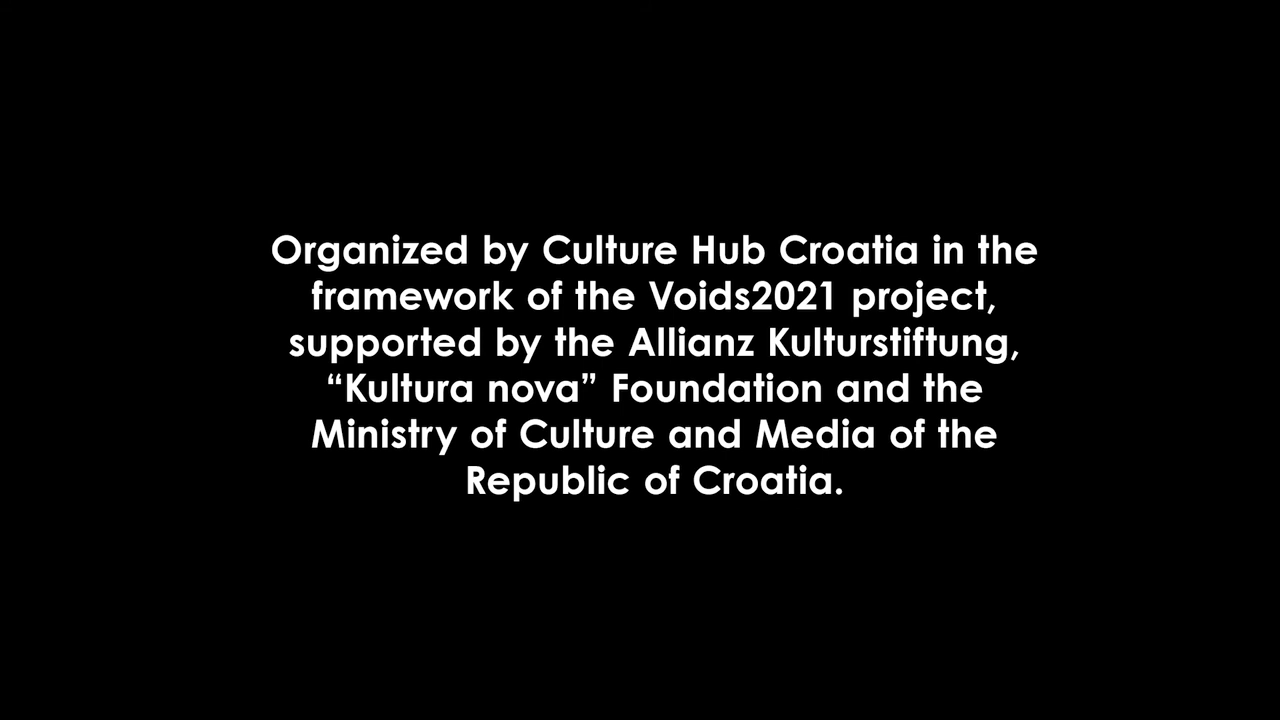 Organized by Culture Hub Croatia in the
framework of the Voids2021 project,
supported by the Allianz Kulturstiftung,
“Kultura nova” Foundation and the
Ministry of Culture and Media of the
Republic of Croatia.